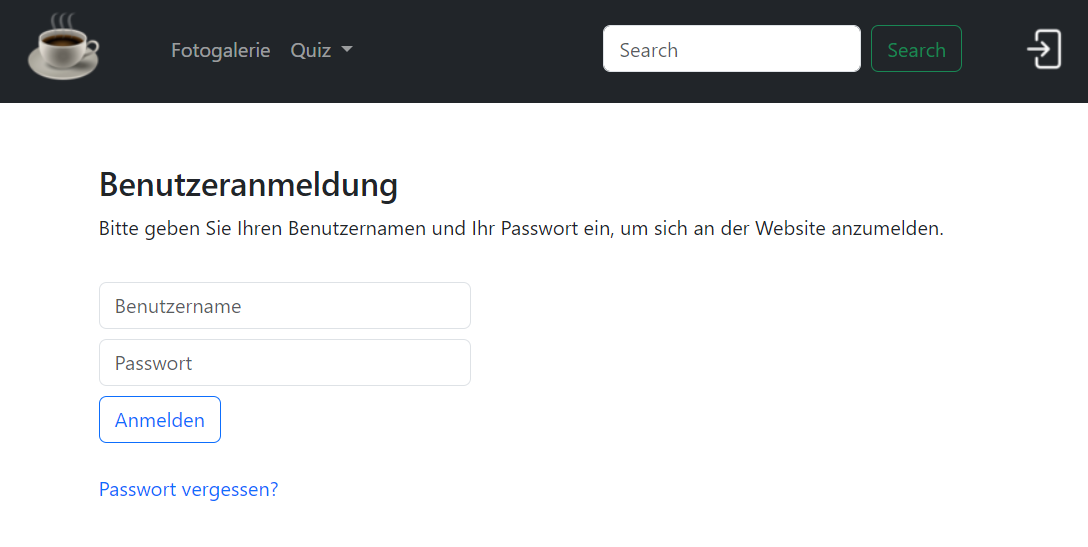 Fotogalerie Quiz Search Search
Benutzeranmeldung
Bitte geben Sie Ihren Benutzernamen und Ihr Passwort ein, um sich an der Website anzumelden.
Benutzername
Passwort
Anmelden
Passwort vergessen?